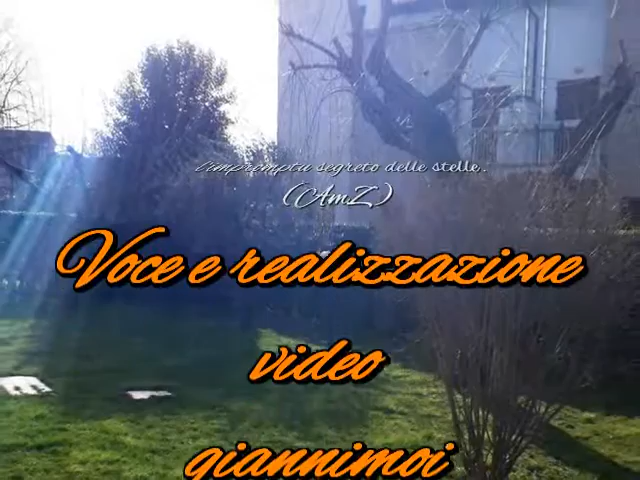 l'impromptu segreto delle stelle.
(AmZ)
Voce e realizzazione
video
giannimoi